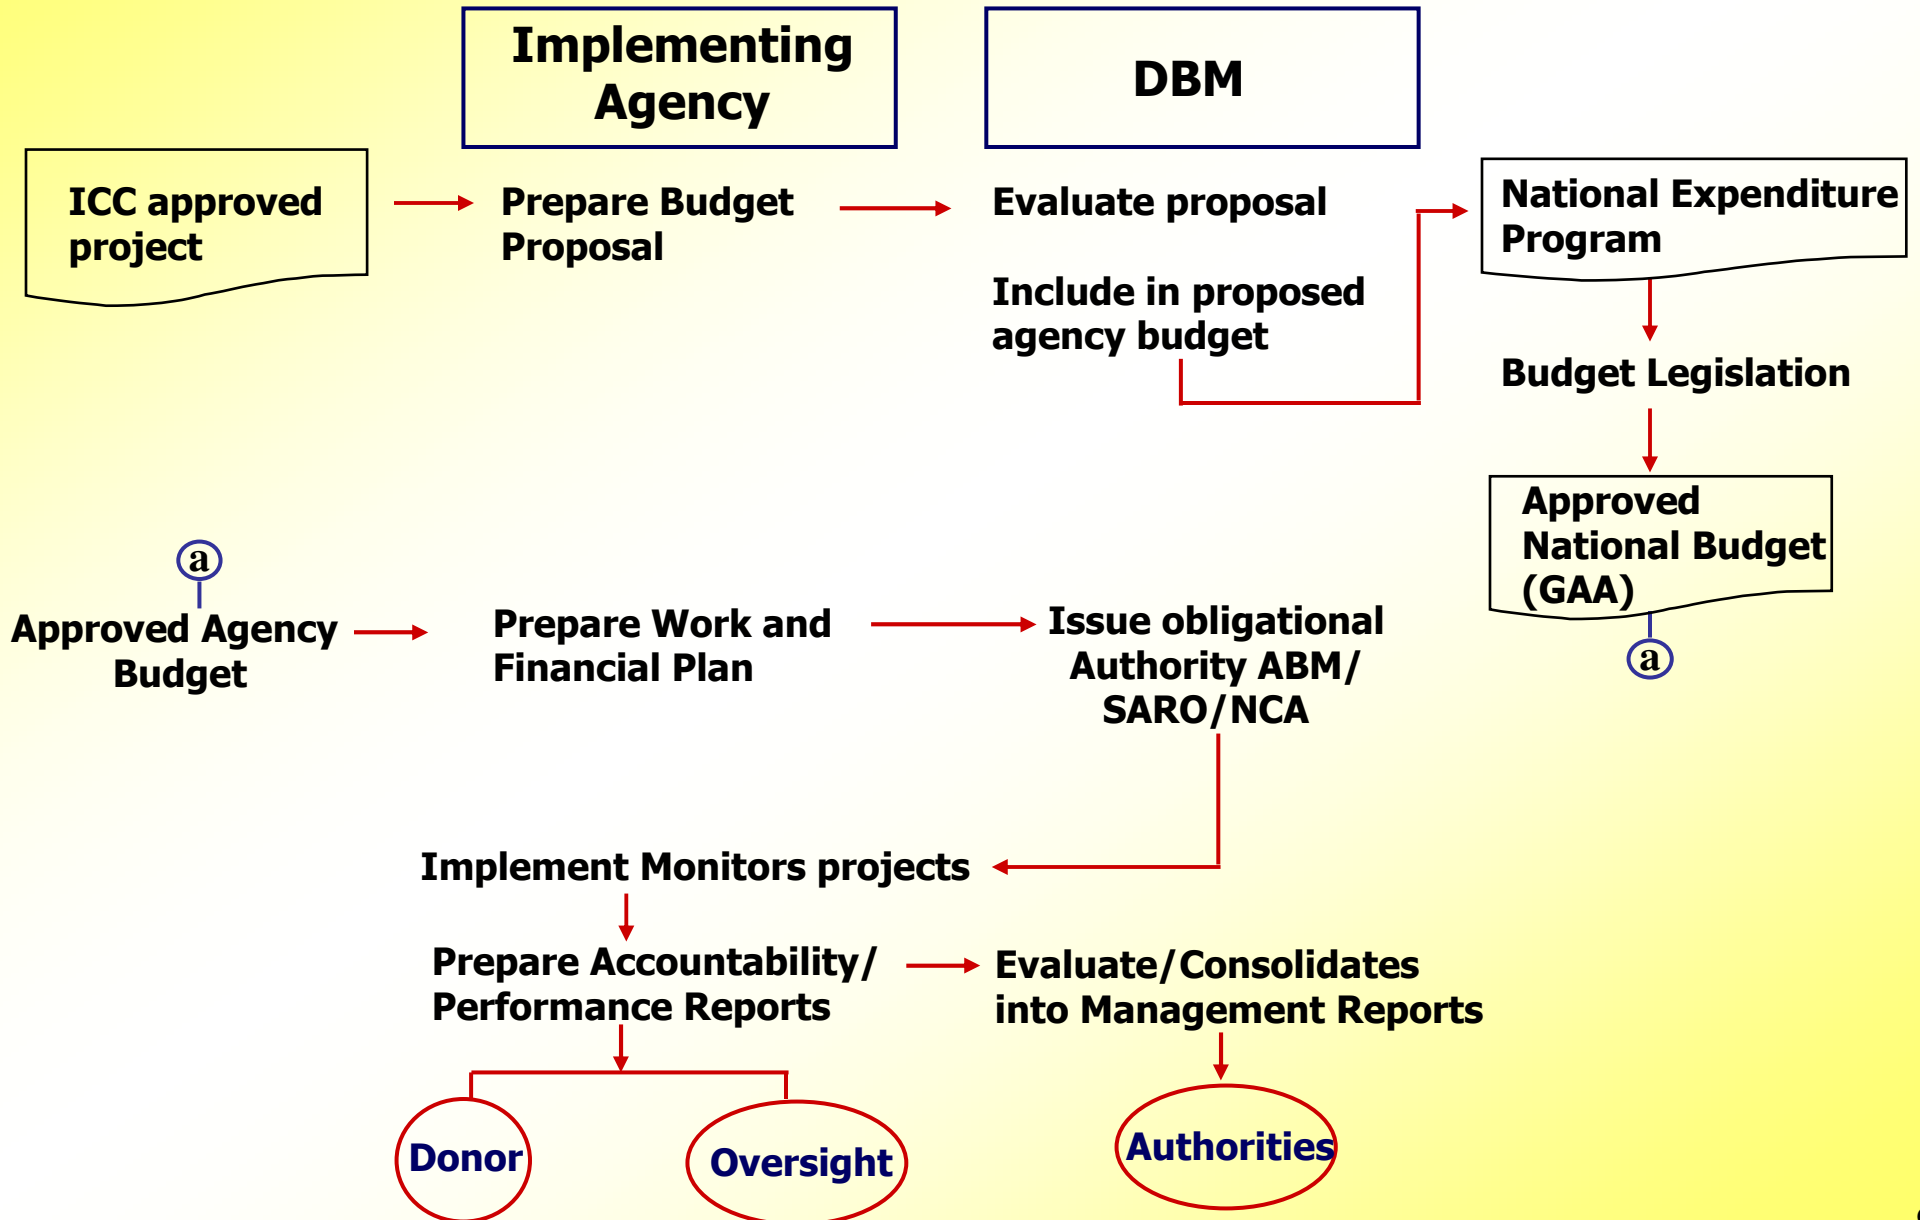 Implementing
Agency
DBM
ICC approved
project
Prepare Budget
Proposal
Evaluate proposal
Include in proposed
agency budget
National Expenditure
Program
Budget Legislation
Approved
National Budget
(GAA)
a
a
Approved Agency
Budget
Prepare Work and
Financial Plan
Issue obligational
Authority ABM/
SARO/NCA
Implement Monitors projects
Prepare Accountability/
Performance Reports
Evaluate/Consolidates
into Management Reports
Donor
Oversight
Authorities